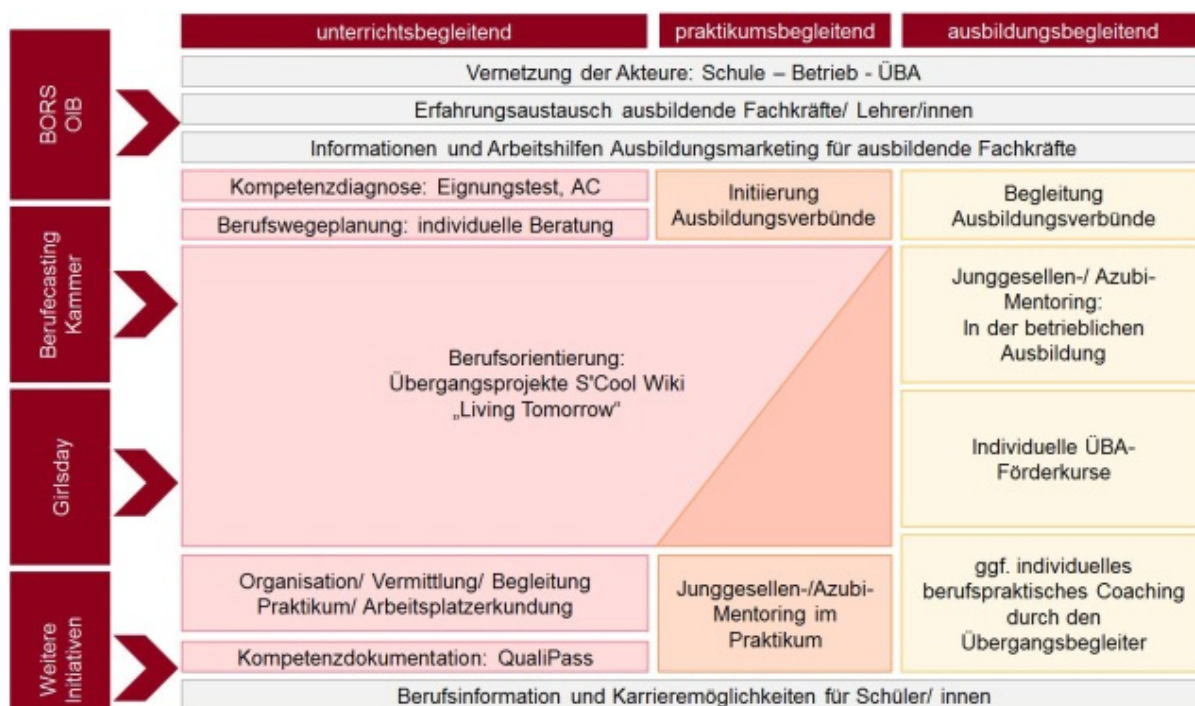 unterrichtsbegleitend
praktikumsbegleitend
ausbildungsbegleitend
BORS
OIB
Vernetzung der Akteure: Schule – Betrieb - ÜBA
Erfahrungsaustausch ausbildende Fachkräfte/ Lehrer/innen
Informationen und Arbeitshilfen Ausbildungsmarketing für ausbildende Fachkräfte
Kompetenzdiagnose: Eignungstest, AC
Berufswegeplanung: individuelle Beratung
Initiierung
Ausbildungsverbünde
Begleitung
Ausbildungsverbünde
Berufecasting
Kammer
Berufsorientierung:
Übergangsprojekte S'Cool Wiki
„Living Tomorrow“
Junggesellen-/ Azubi-
Mentoring:
In der betrieblichen
Ausbildung
Girlsday
Individuelle ÜBA-
Förderkurse
Weitere
Initiativen
Organisation/ Vermittlung/ Begleitung
Praktikum/ Arbeitsplatzerkundung
Kompetenzdokumentation: QualiPass
Junggesellen-/Azubi-
Mentoring im
Praktikum
ggf. individuelles
berufspraktisches Coaching
durch den
Übergangsbegleiter
Berufsinformation und Karrieremöglichkeiten für Schüler/ innen